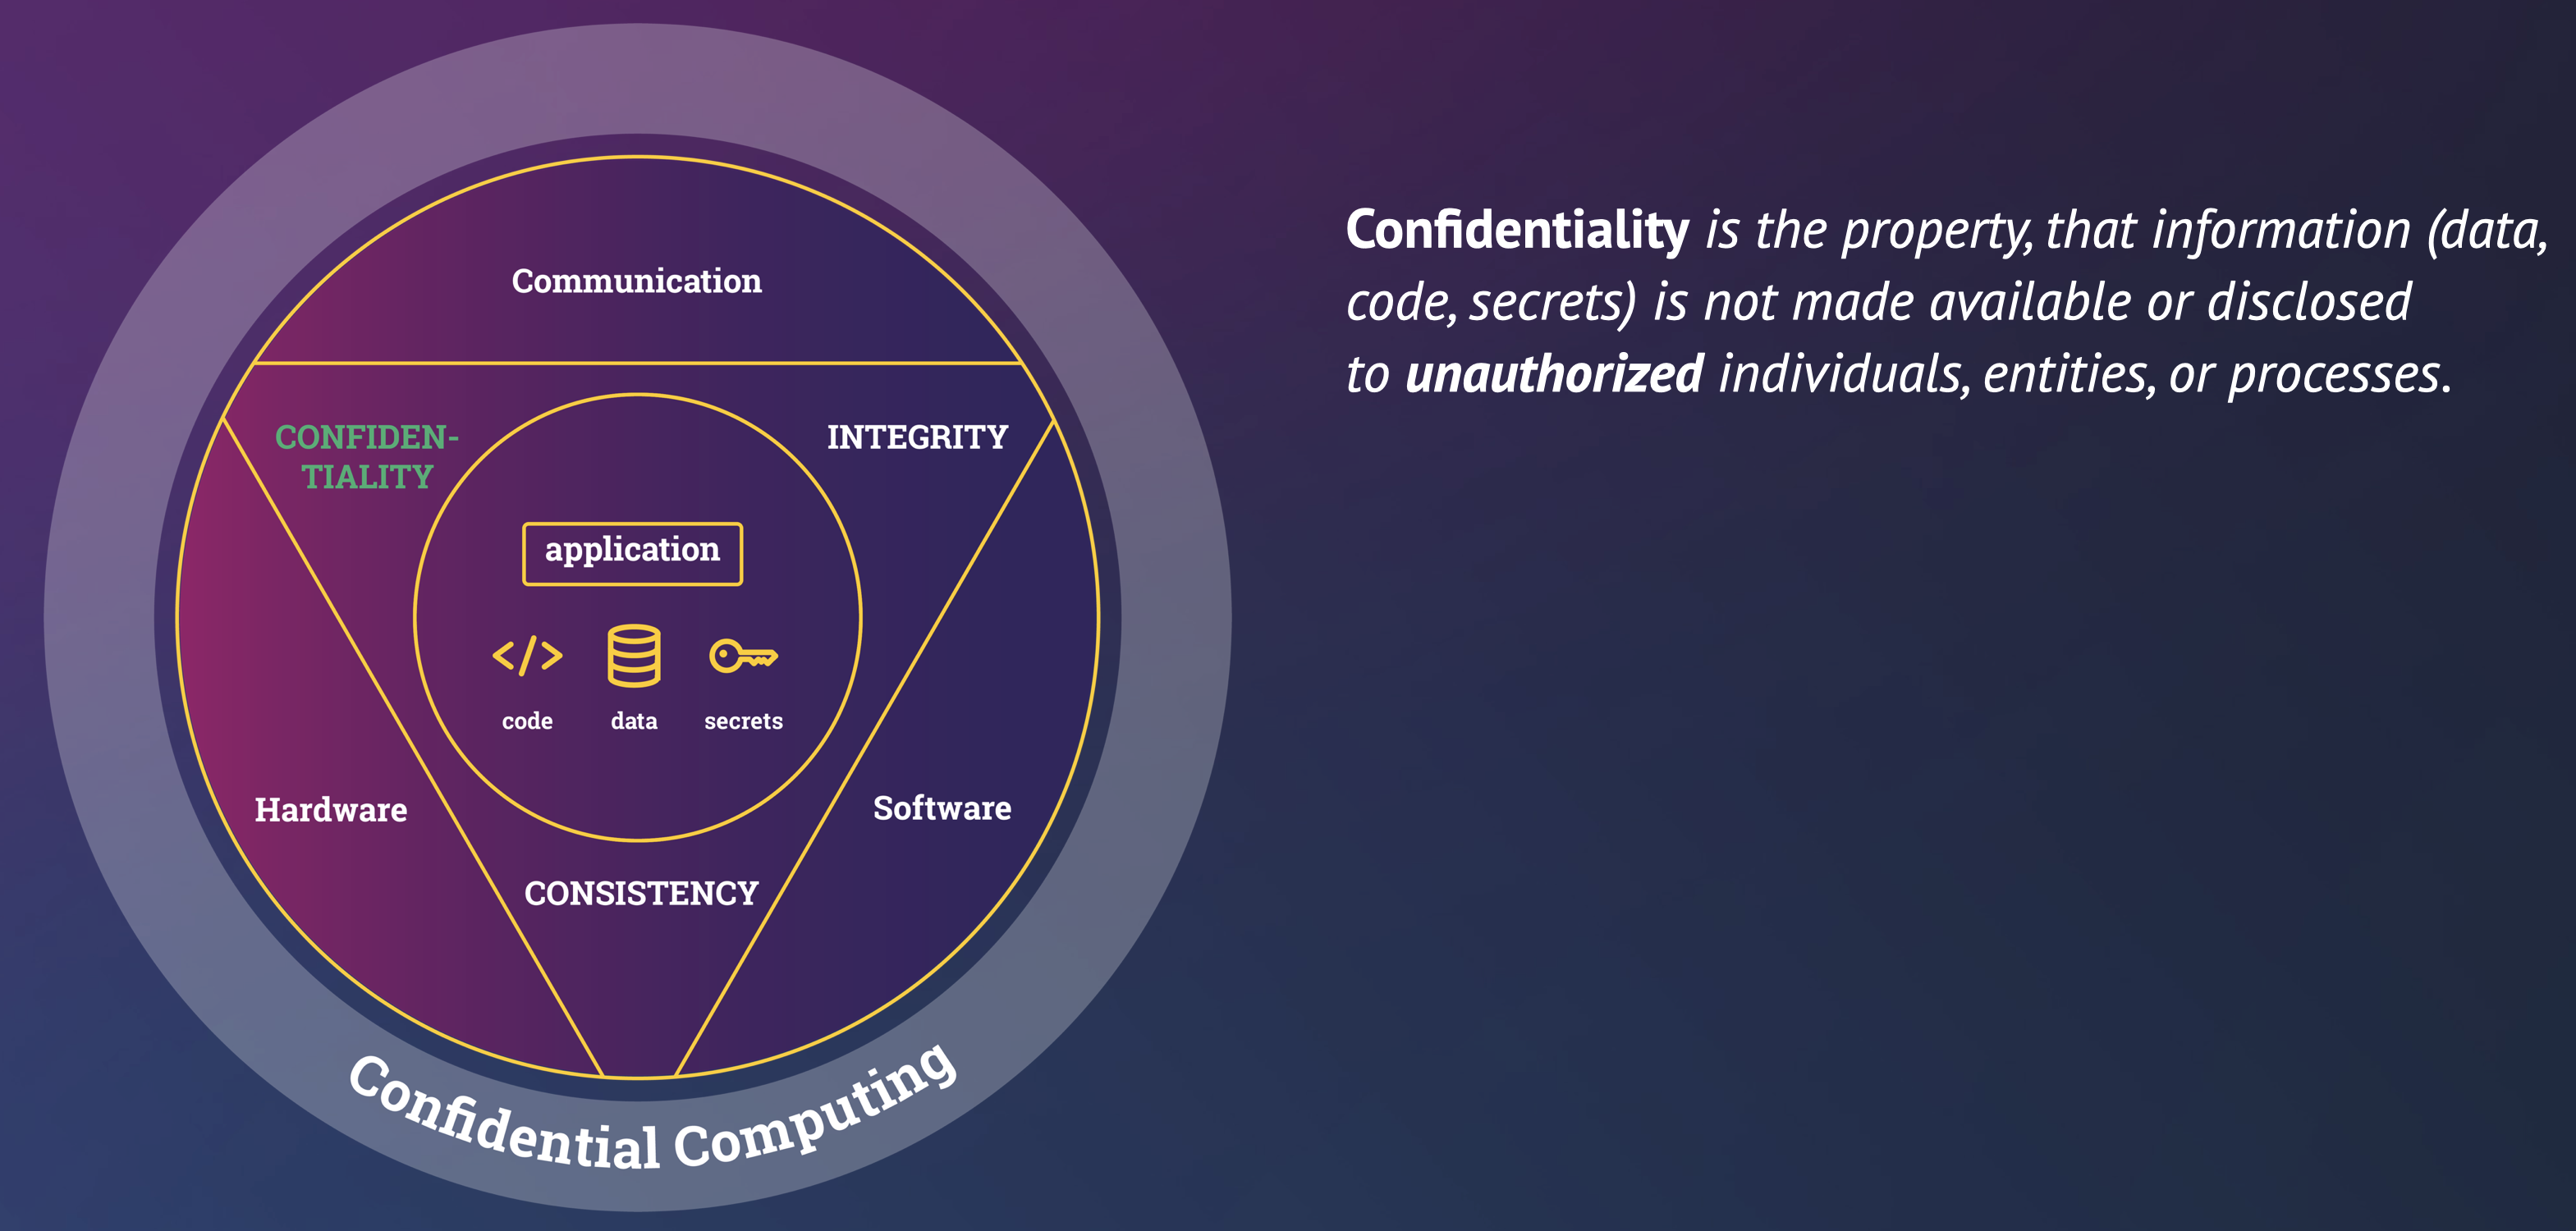 Communication
CONFIDEN-
TIALITY
INTEGRITY
application
</>
code data secrets
Hardware
Software
CONSISTENCY
Confidential Computing
Confidentiality is the property, that information (data,
code, secrets) is not made available or disclosed
to unauthorized individuals, entities, or processes.